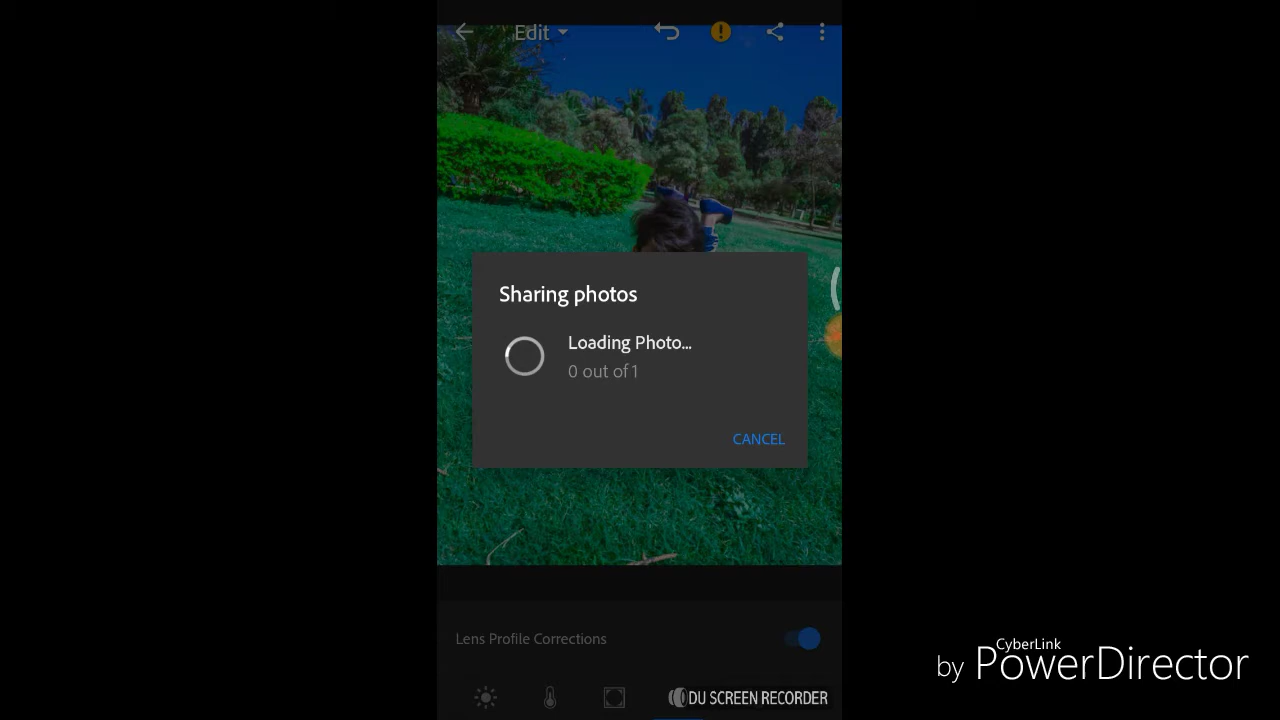 Edit
Sharing photos
Loading Photo...
0 out of 1
CANCEL
Lens Profile Corrections
DU SCREEN RECORDER
CyberLink
by PowerDirector